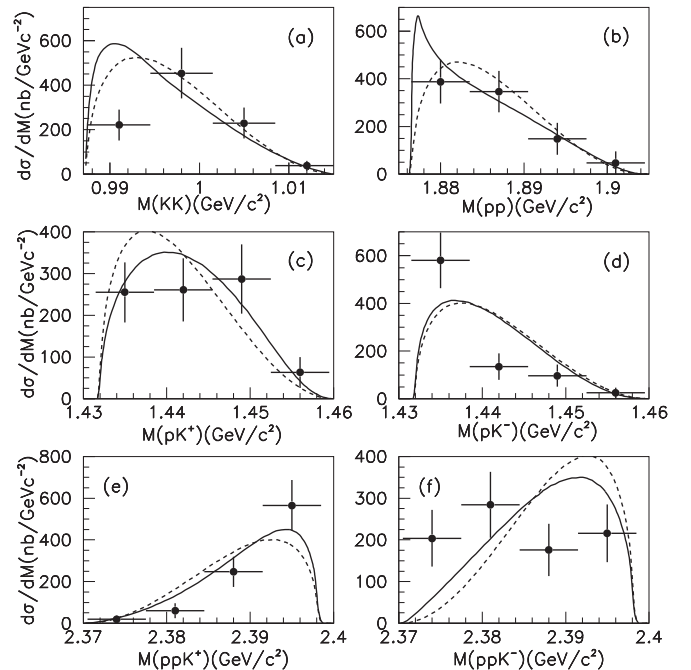 dσ/dM(nb/GeVc⁻²)
600
400
200
0
(a)
0.99 1 1.01
M(KK)(GeV/c²)
600
400
200
0
(b)
1.88 1.89 1.9
M(pp)(GeV/c²)
dσ/dM(nb/GeVc⁻²)
400
300
200
100
0
(c)
1.43 1.44 1.45 1.46
M(pK⁺)(GeV/c²)
600
400
200
0
(d)
1.43 1.44 1.45 1.46
M(pK⁻)(GeV/c²)
dσ/dM(nb/GeVc⁻²)
800
600
400
200
0
(e)
2.37 2.38 2.39 2.4
M(ppK⁺)(GeV/c²)
400
300
200
100
0
(f)
2.37 2.38 2.39 2.4
M(ppK⁻)(GeV/c²)